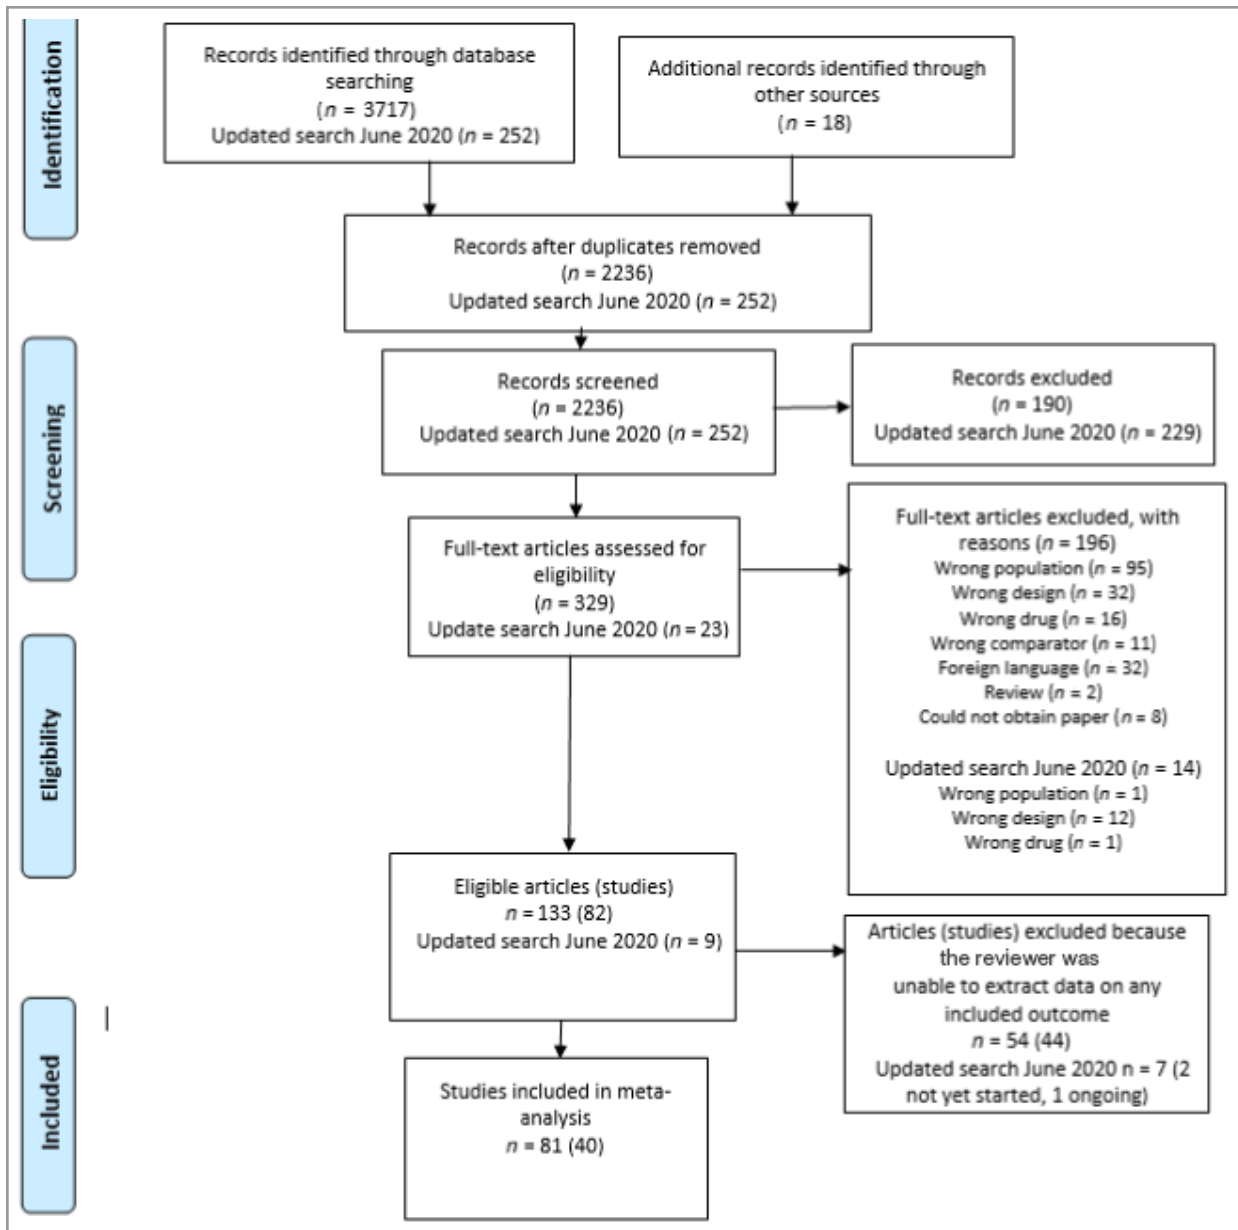 Identification
Records identified through database
searching
(n = 3717)
Updated search June 2020 (n = 252)
Additional records identified through
other sources
(n = 18)
Records after duplicates removed
(n = 2236)
Updated search June 2020 (n = 252)
Screening
Records screened
(n = 2236)
Updated search June 2020 (n = 252)
Records excluded
(n = 190)
Updated search June 2020 (n = 229)
Full-text articles assessed for
eligibility
(n = 329)
Update search June 2020 (n = 23)
Full-text articles excluded, with
reasons (n = 196)
Wrong population (n = 95)
Wrong design (n = 32)
Wrong drug (n = 16)
Wrong comparator (n = 11)
Foreign language (n = 32)
Review (n = 2)
Could not obtain paper (n = 8)
Updated search June 2020 (n = 14)
Wrong population (n = 1)
Wrong design (n = 12)
Wrong drug (n = 1)
Eligibility
Eligible articles (studies)
n = 133 (82)
Updated search June 2020 (n = 9)
Articles (studies) excluded because
the reviewer was
unable to extract data on any
included outcome
n = 54 (44)
Updated search June 2020 n = 7 (2
not yet started, 1 ongoing)
Included
Studies included in meta-
analysis
n = 81 (40)